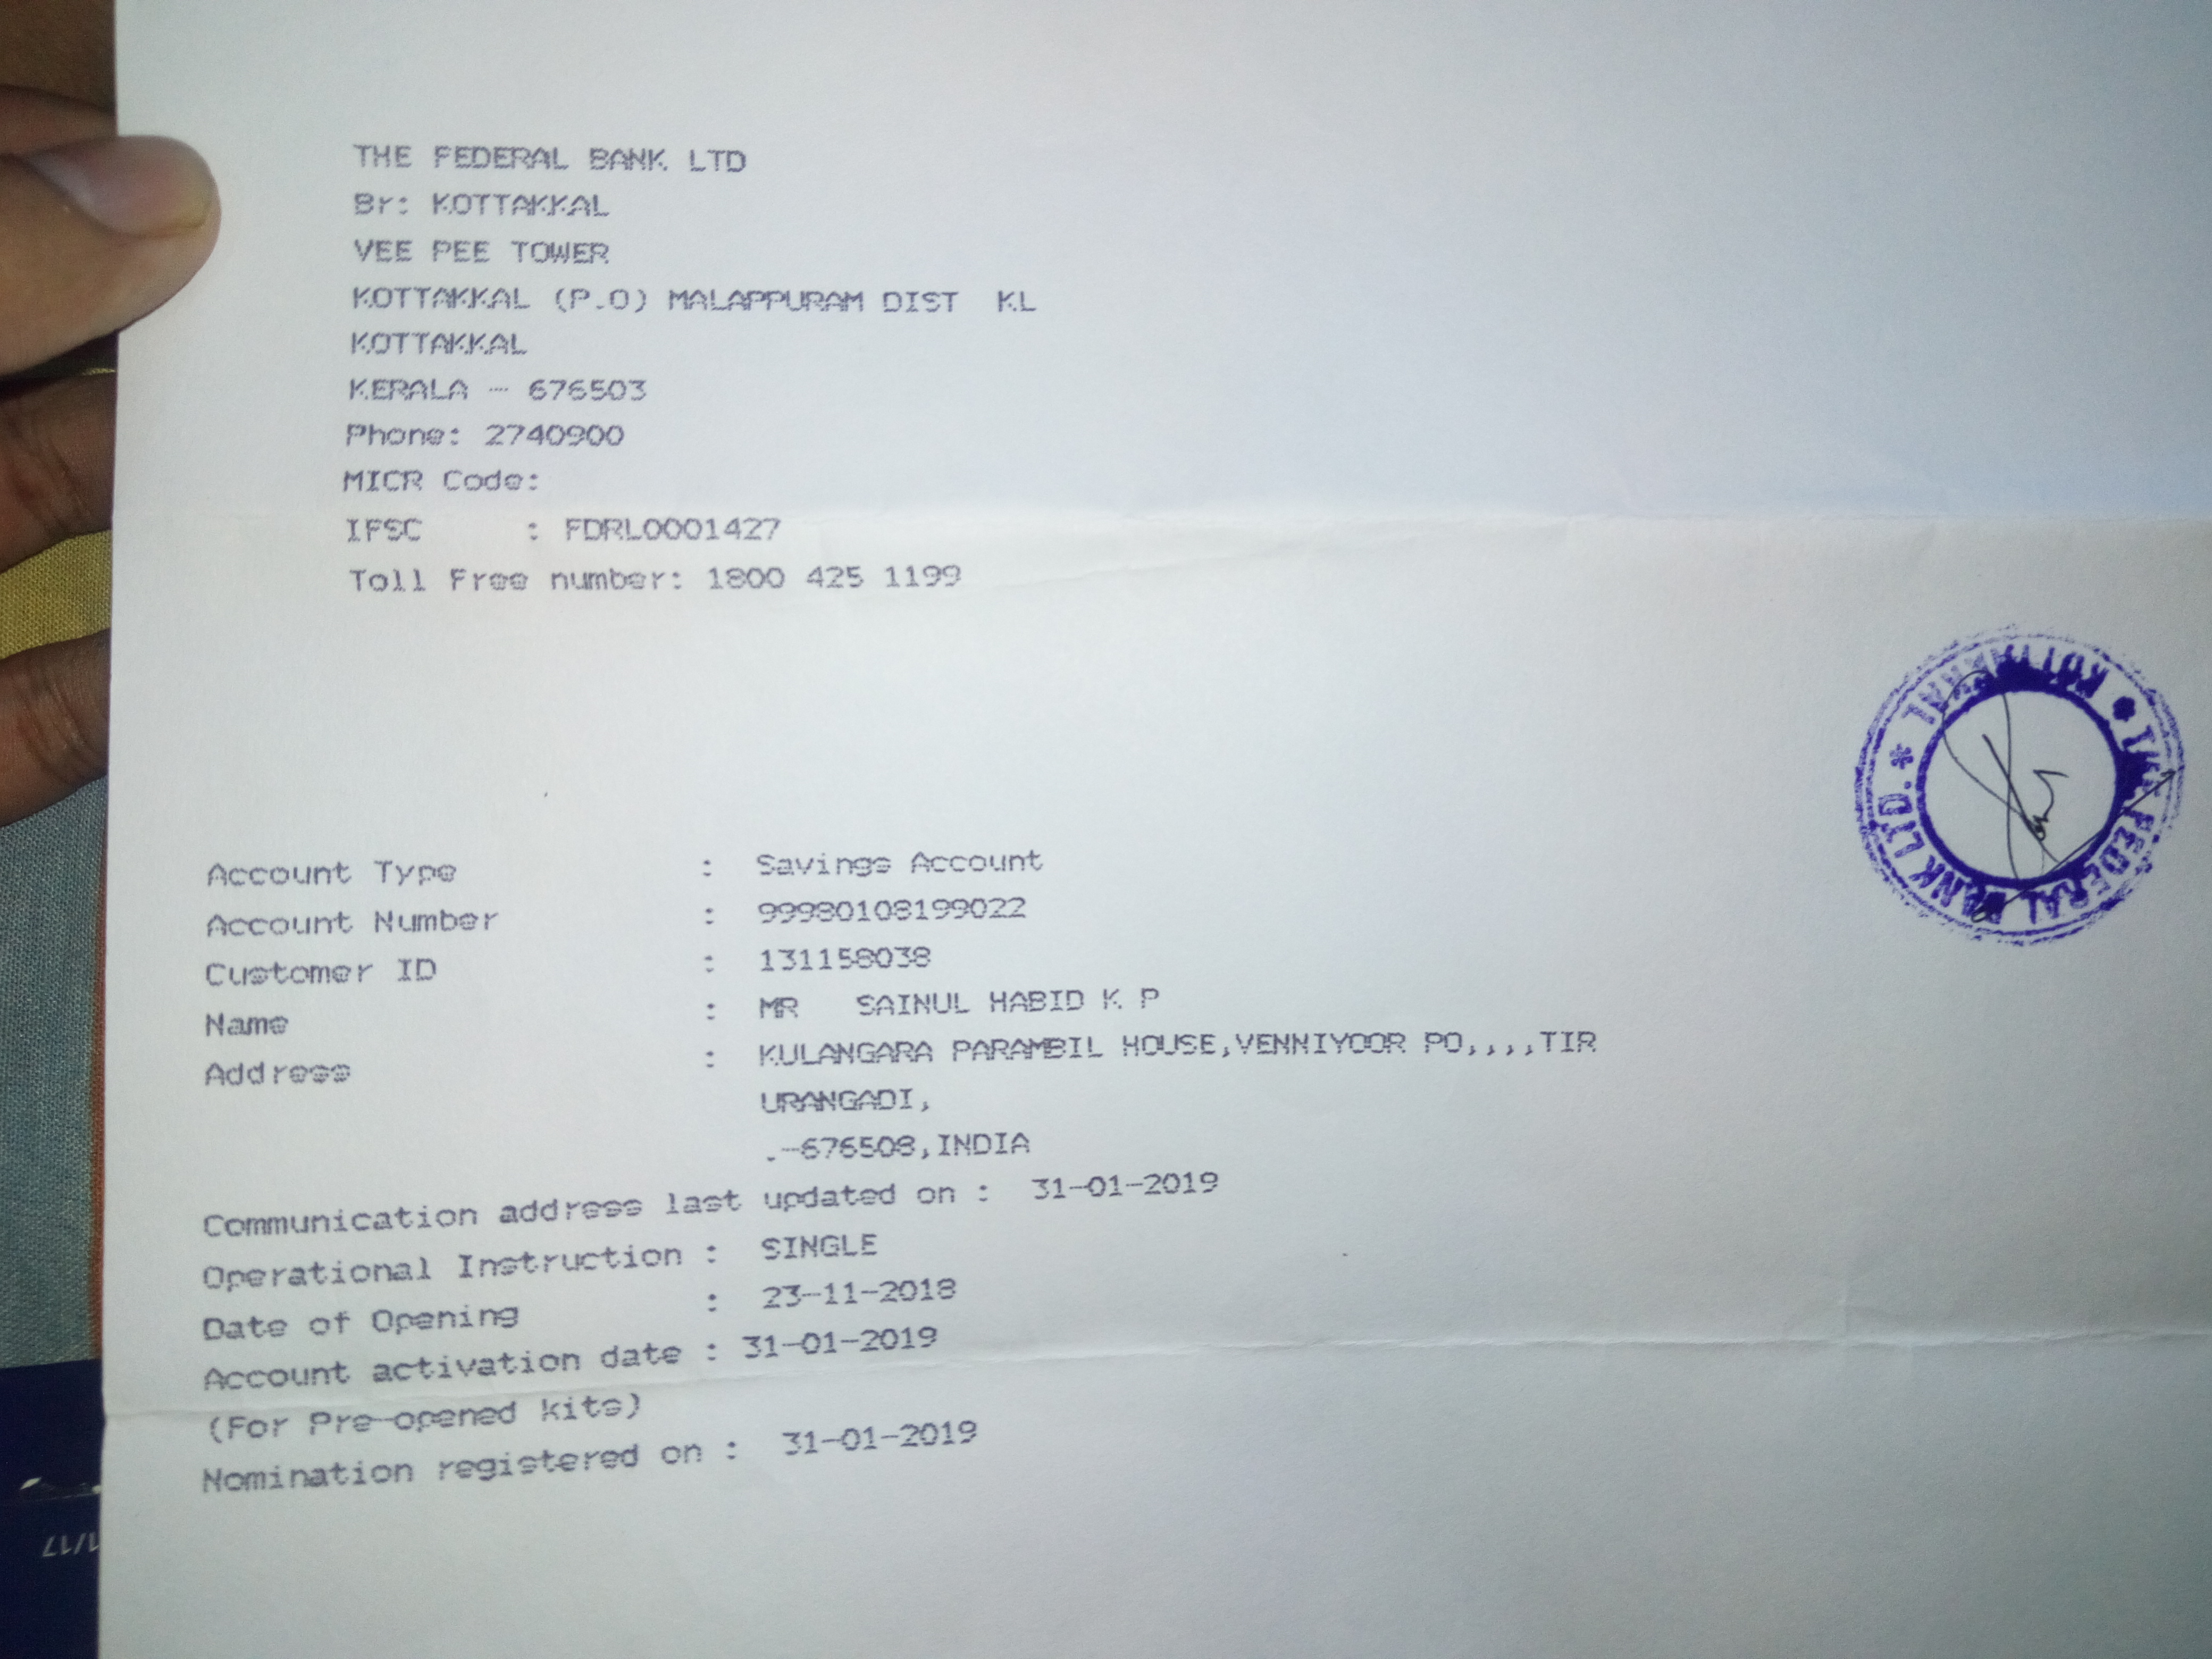 THE FEDERAL BANK LTD
Br: KOTTAKKAL
VEE PEE TOWER
KOTTAKKAL (P.O) MALAPPURAM DIST KL
KOTTAKKAL
KERALA - 676503
Phone: 2740900
MICR Code:
IFSC : FDRL0001427
Toll Free number: 1800 425 1199
* THE FEDERAL BANK LTD. * KOTTAKKAL
Account Type : Savings Account
Account Number : 99980108199022
Customer ID : 131158038
Name : MR SAINUL HABID K P
Address : KULANGARA PARAMBIL HOUSE,VENNIYOOR PO,,,,TIR
URANGADI,
.-676508,INDIA
Communication address last updated on : 31-01-2019
Operational Instruction : SINGLE
Date of Opening : 23-11-2018
Account activation date : 31-01-2019
(For Pre-opened kits)
Nomination registered on : 31-01-2019
1/17